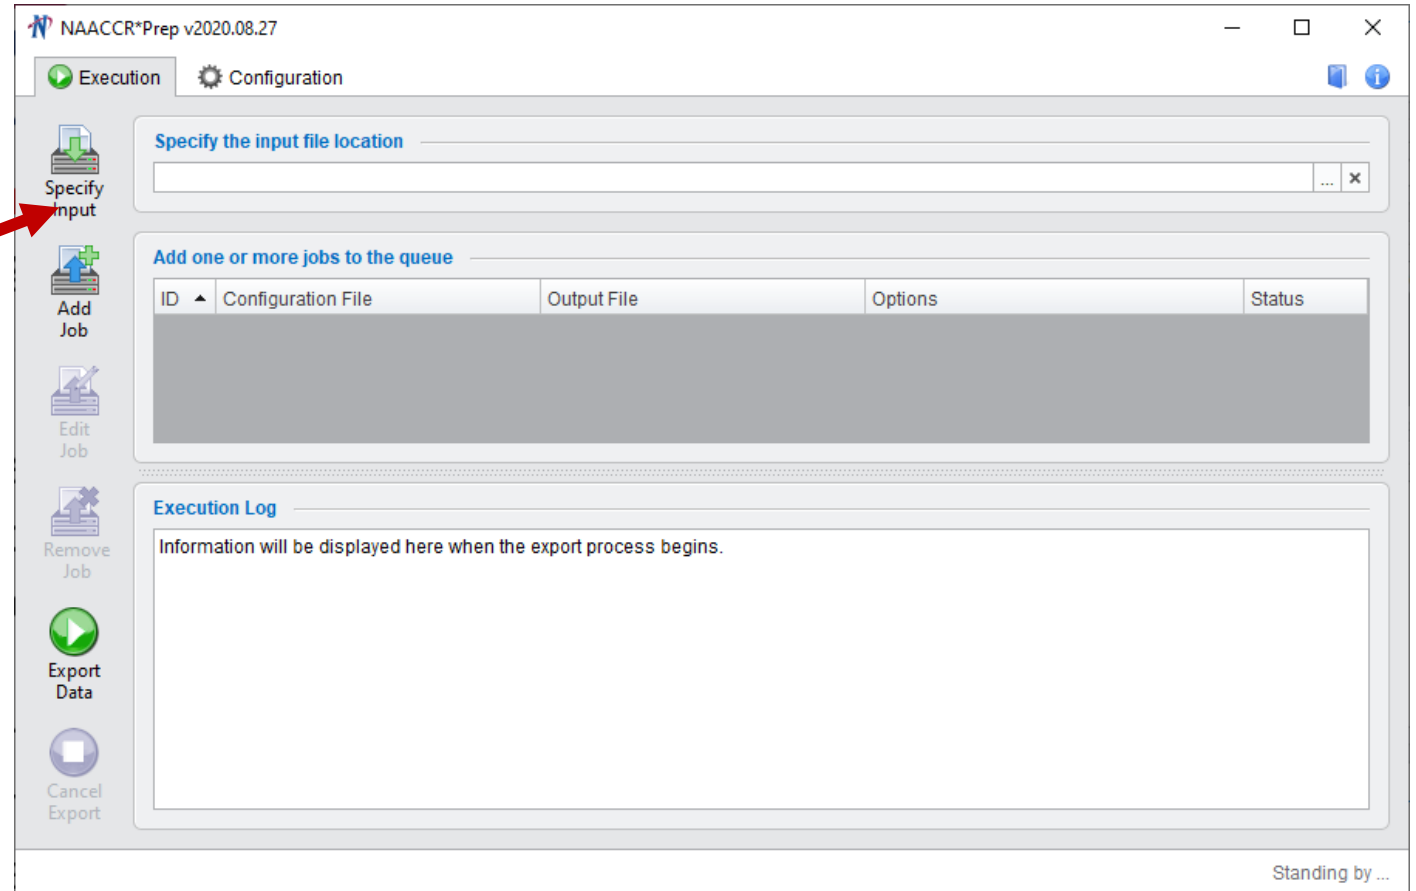 NAACCR*Prep v2020.08.27
Execution
Configuration
Specify the input file location
...
Specify
Input
Add one or more jobs to the queue
ID
Configuration File
Output File
Options
Status
Add
Job
Edit
Job
Remove
Job
Export
Data
Cancel
Export
Execution Log
Information will be displayed here when the export process begins.
Standing by ...